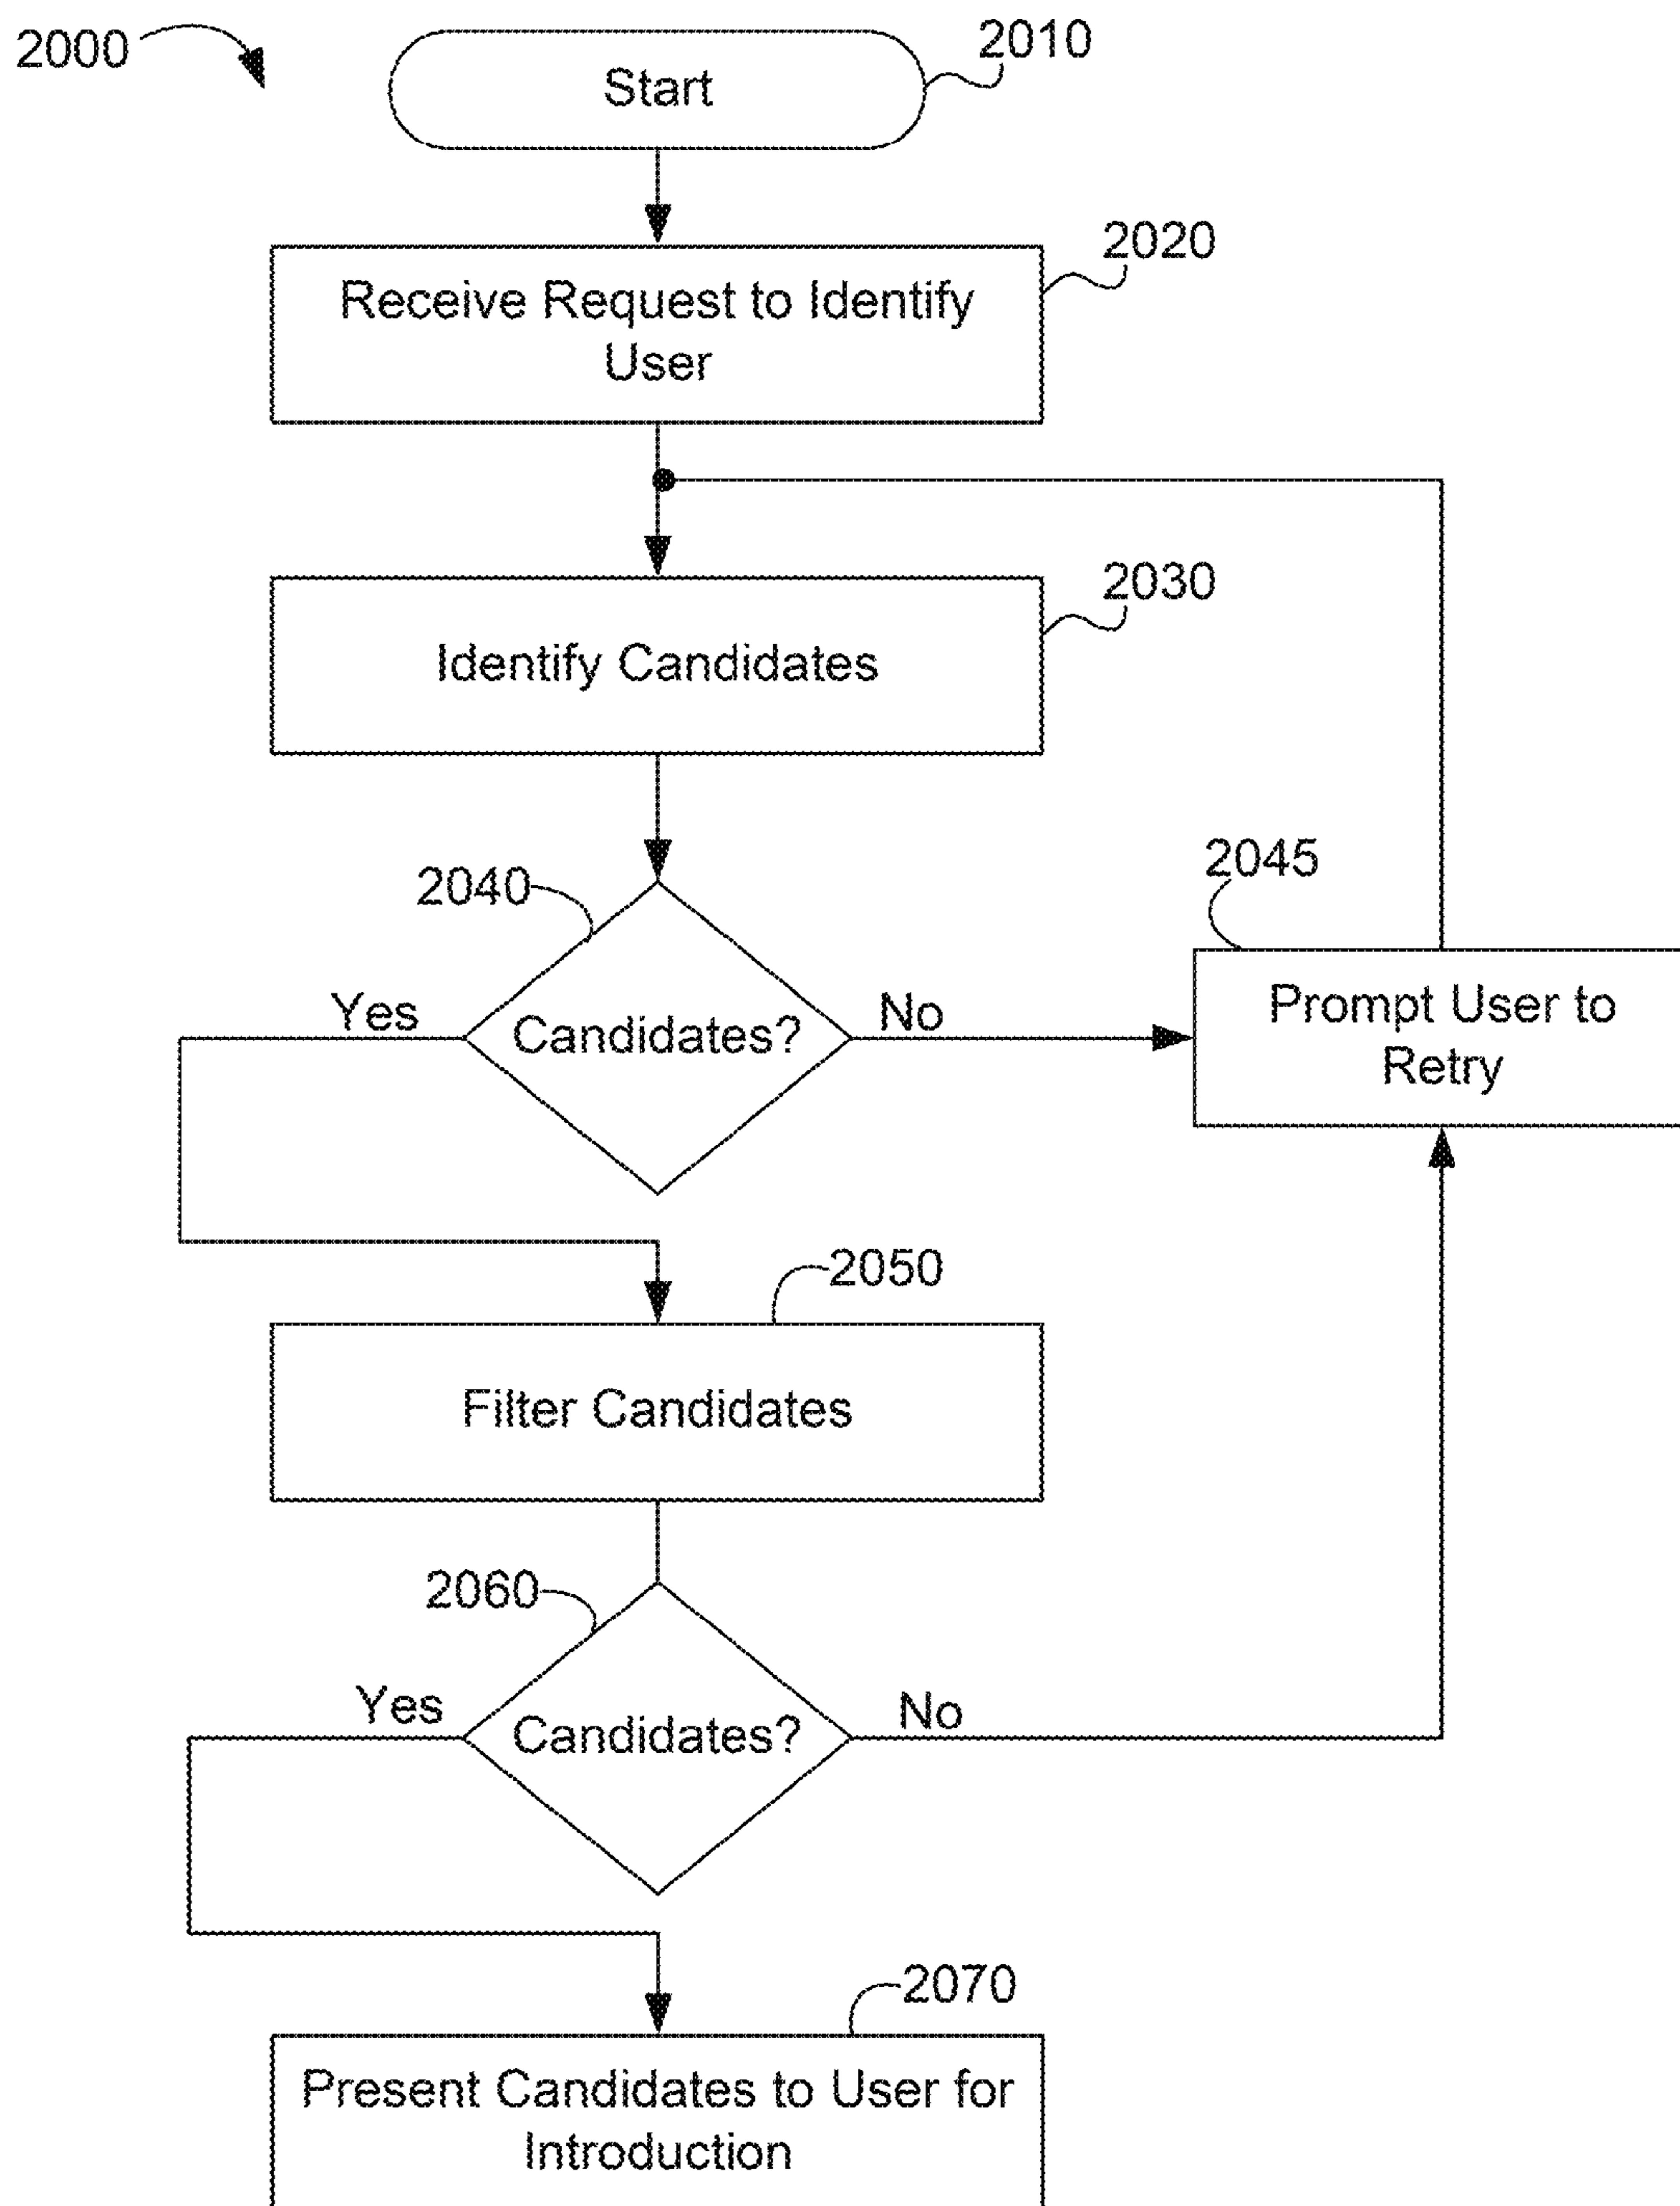 2000
2010
Start
2020
Receive Request to Identify
User
2030
Identify Candidates
2040
2045
Yes
Candidates?
No
Prompt User to
Retry
2050
Filter Candidates
2060
Yes
Candidates?
No
2070
Present Candidates to User for
Introduction